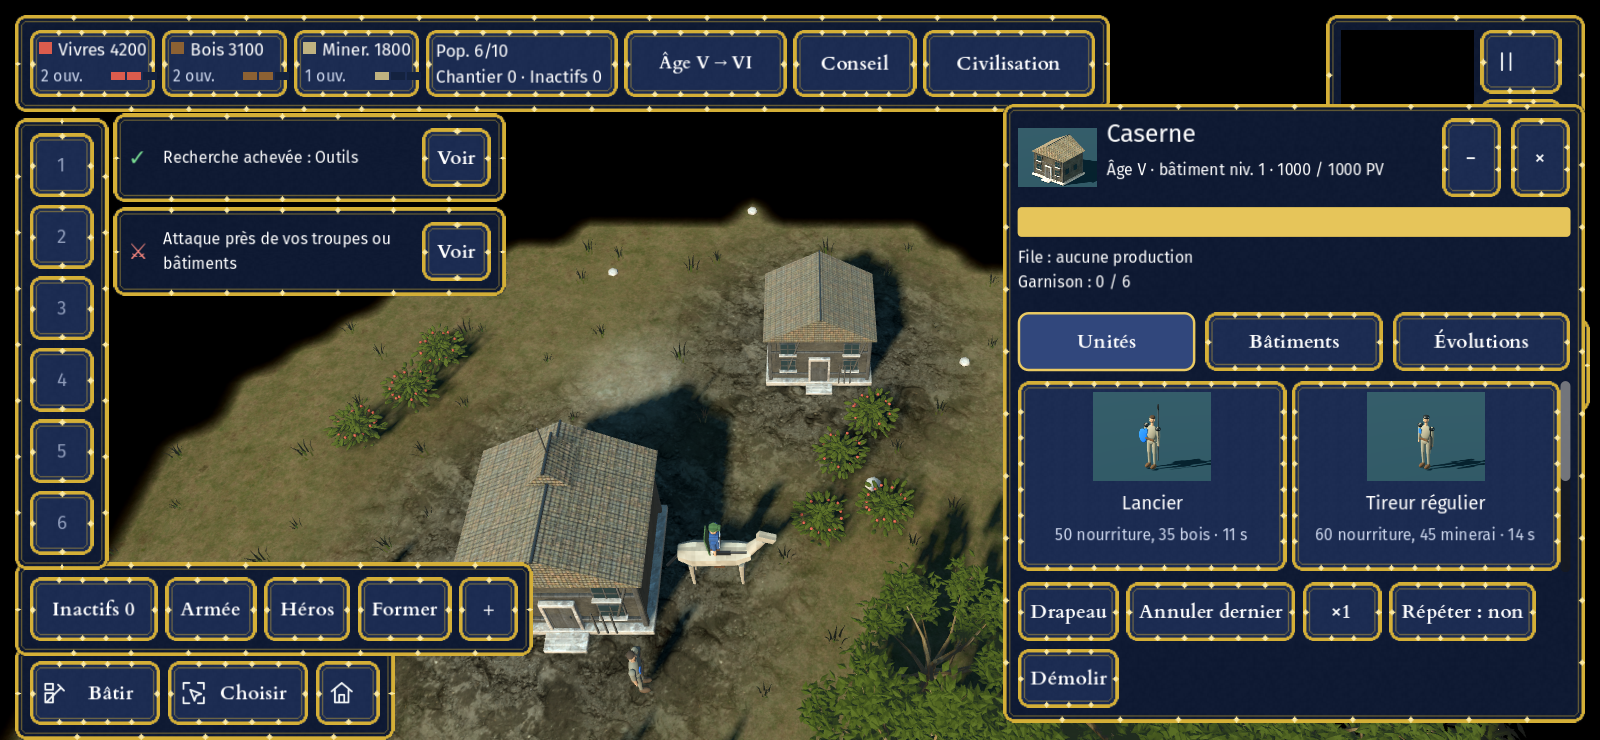 Vivres 4200
2 ouv.
Bois 3100
2 ouv.
Miner. 1800
1 ouv.
Pop. 6/10
Chantier 0 · Inactifs 0
Âge V→VI
Conseil
Civilisation
||
1
2
3
4
5
6
✓ Recherche achevée : Outils
Voir
⚔ Attaque près de vos troupes ou
bâtiments
Voir
Inactifs 0
Armée
Héros
Former
+
Bâtir
Choisir
Caserne
Âge V · bâtiment niv. 1 · 1000 / 1000 PV
–
×
File : aucune production
Garnison : 0 / 6
Unités
Bâtiments
Évolutions
Lancier
50 nourriture, 35 bois · 11 s
Tireur régulier
60 nourriture, 45 minerai · 14 s
Drapeau
Annuler dernier
×1
Répéter : non
Démolir